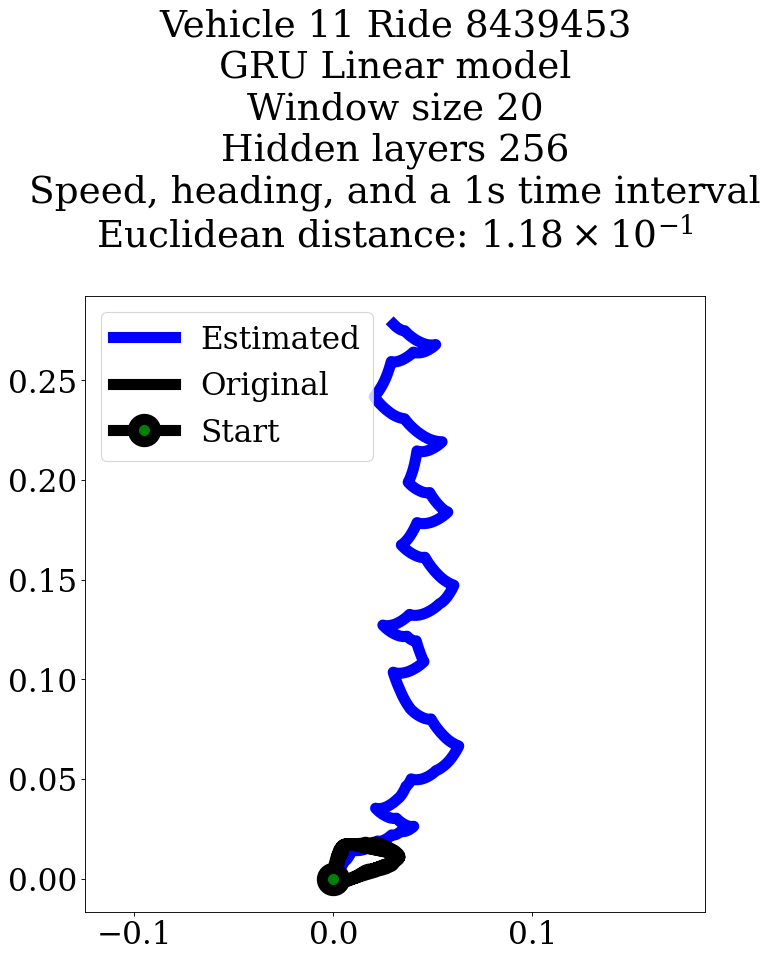 Vehicle 11 Ride 8439453
GRU Linear model
Window size 20
Hidden layers 256
Speed, heading, and a 1s time interval
Euclidean distance: 1.18 × 10⁻¹
Estimated
Original
Start
0.25
0.20
0.15
0.10
0.05
0.00
−0.1 0.0 0.1